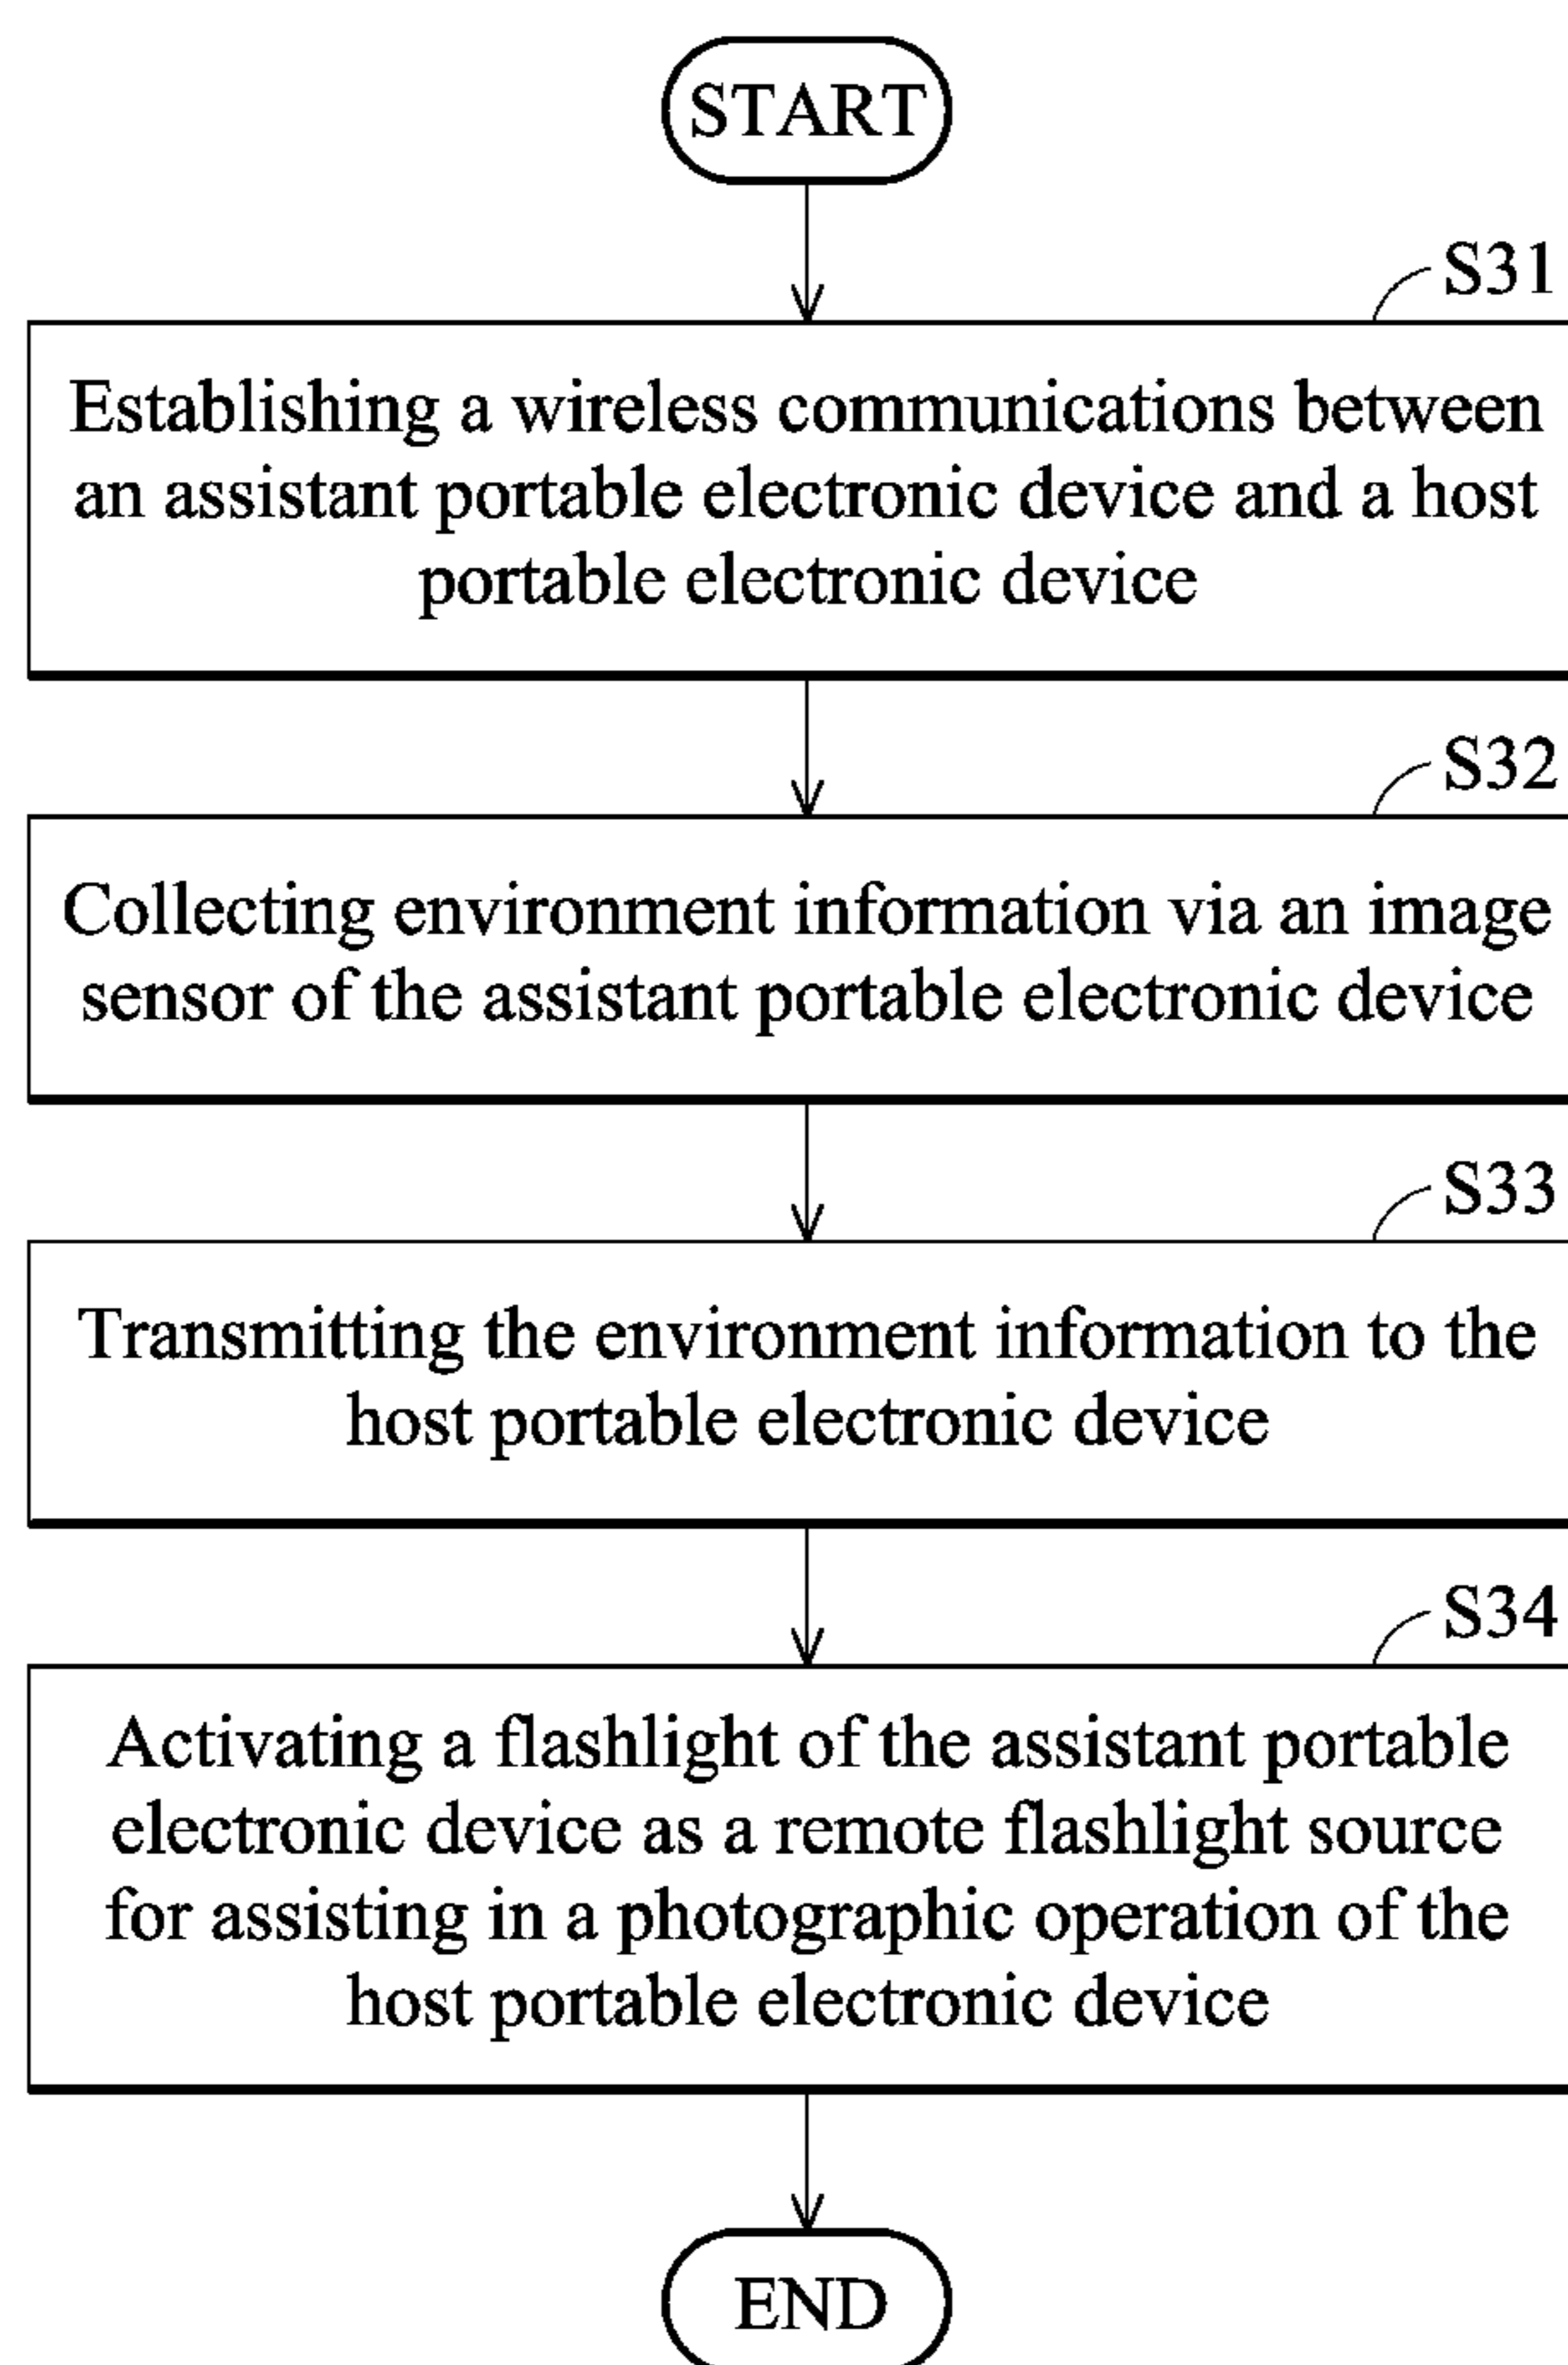 START
S31
Establishing a wireless communications between
an assistant portable electronic device and a host
portable electronic device
S32
Collecting environment information via an image
sensor of the assistant portable electronic device
S33
Transmitting the environment information to the
host portable electronic device
S34
Activating a flashlight of the assistant portable
electronic device as a remote flashlight source
for assisting in a photographic operation of the
host portable electronic device
END